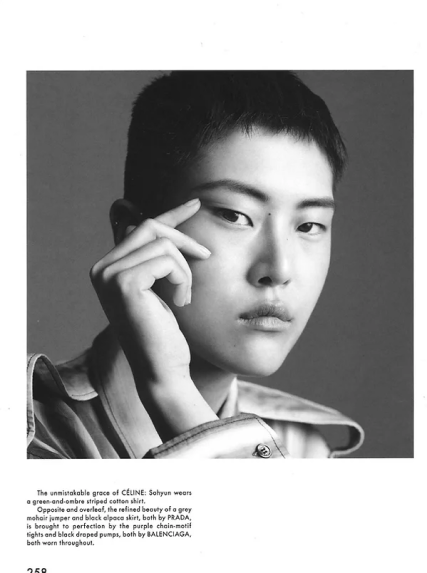 The unmistakable grace of CÉLINE: Sohyun wears
a green-and-ombre striped cotton shirt.
Opposite and overleaf, the refined beauty of a grey
mohair jumper and black alpaca skirt, both by PRADA,
is brought to perfection by the purple chain-motif
tights and black draped pumps, both by BALENCIAGA,
both worn throughout.
258